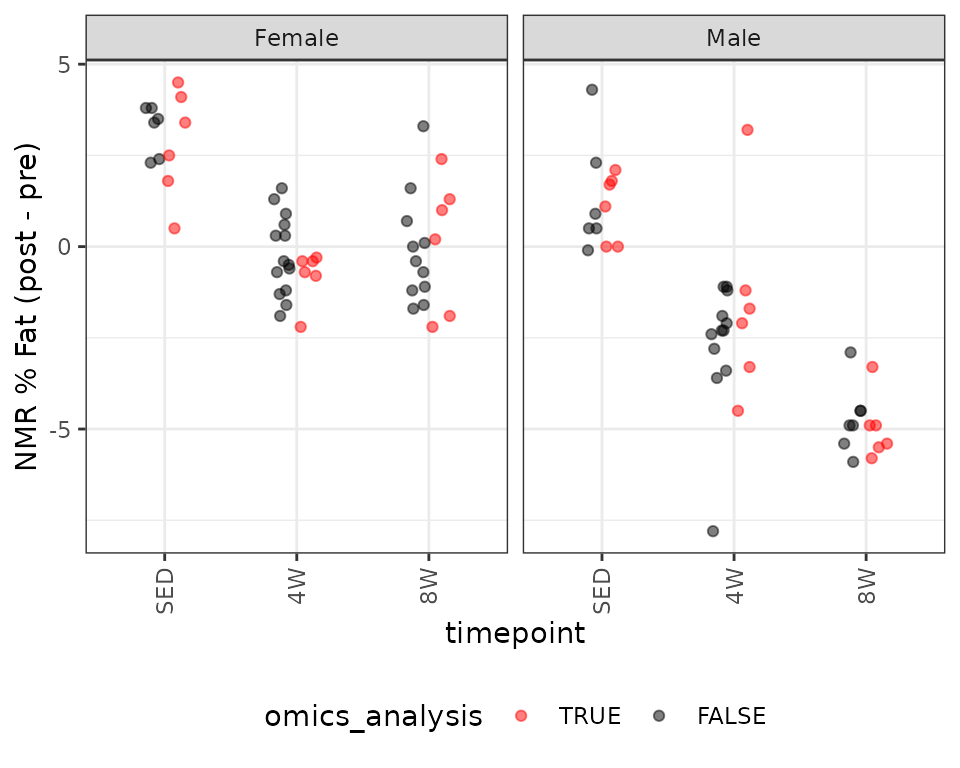 Female Male
NMR % Fat (post - pre)
5
0
-5
SED 4W 8W SED 4W 8W
timepoint
omics_analysis TRUE FALSE